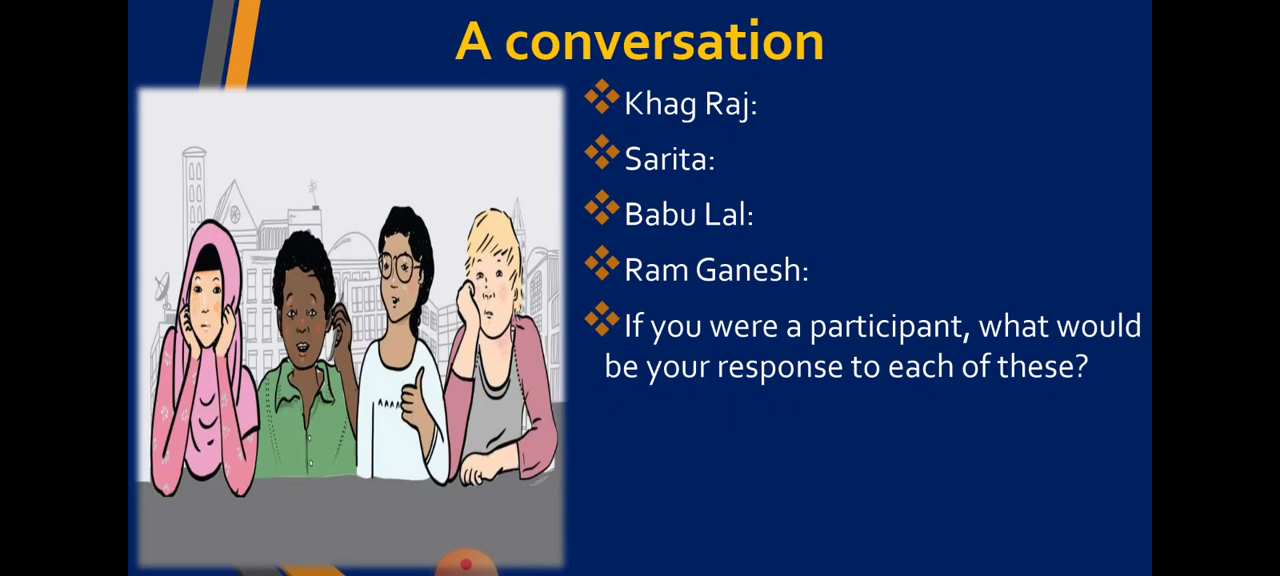 A conversation
Khag Raj:
Sarita:
Babu Lal:
Ram Ganesh:
If you were a participant, what would
be your response to each of these?